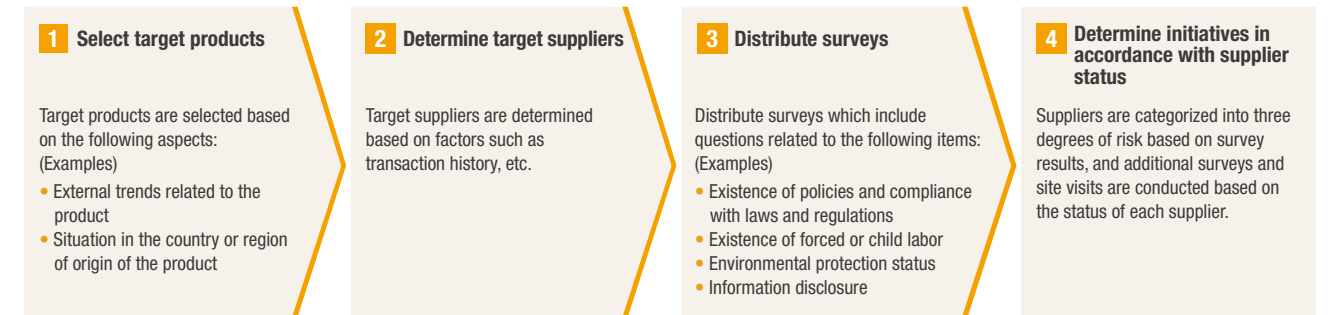 1 Select target products
Target products are selected based
on the following aspects:
(Examples)
• External trends related to the
product
• Situation in the country or region
of origin of the product
2 Determine target suppliers
Target suppliers are determined
based on factors such as
transaction history, etc.
3 Distribute surveys
Distribute surveys which include
questions related to the following items:
(Examples)
• Existence of policies and compliance
with laws and regulations
• Existence of forced or child labor
• Environmental protection status
• Information disclosure
4 Determine initiatives in
accordance with supplier
status
Suppliers are categorized into three
degrees of risk based on survey
results, and additional surveys and
site visits are conducted based on
the status of each supplier.